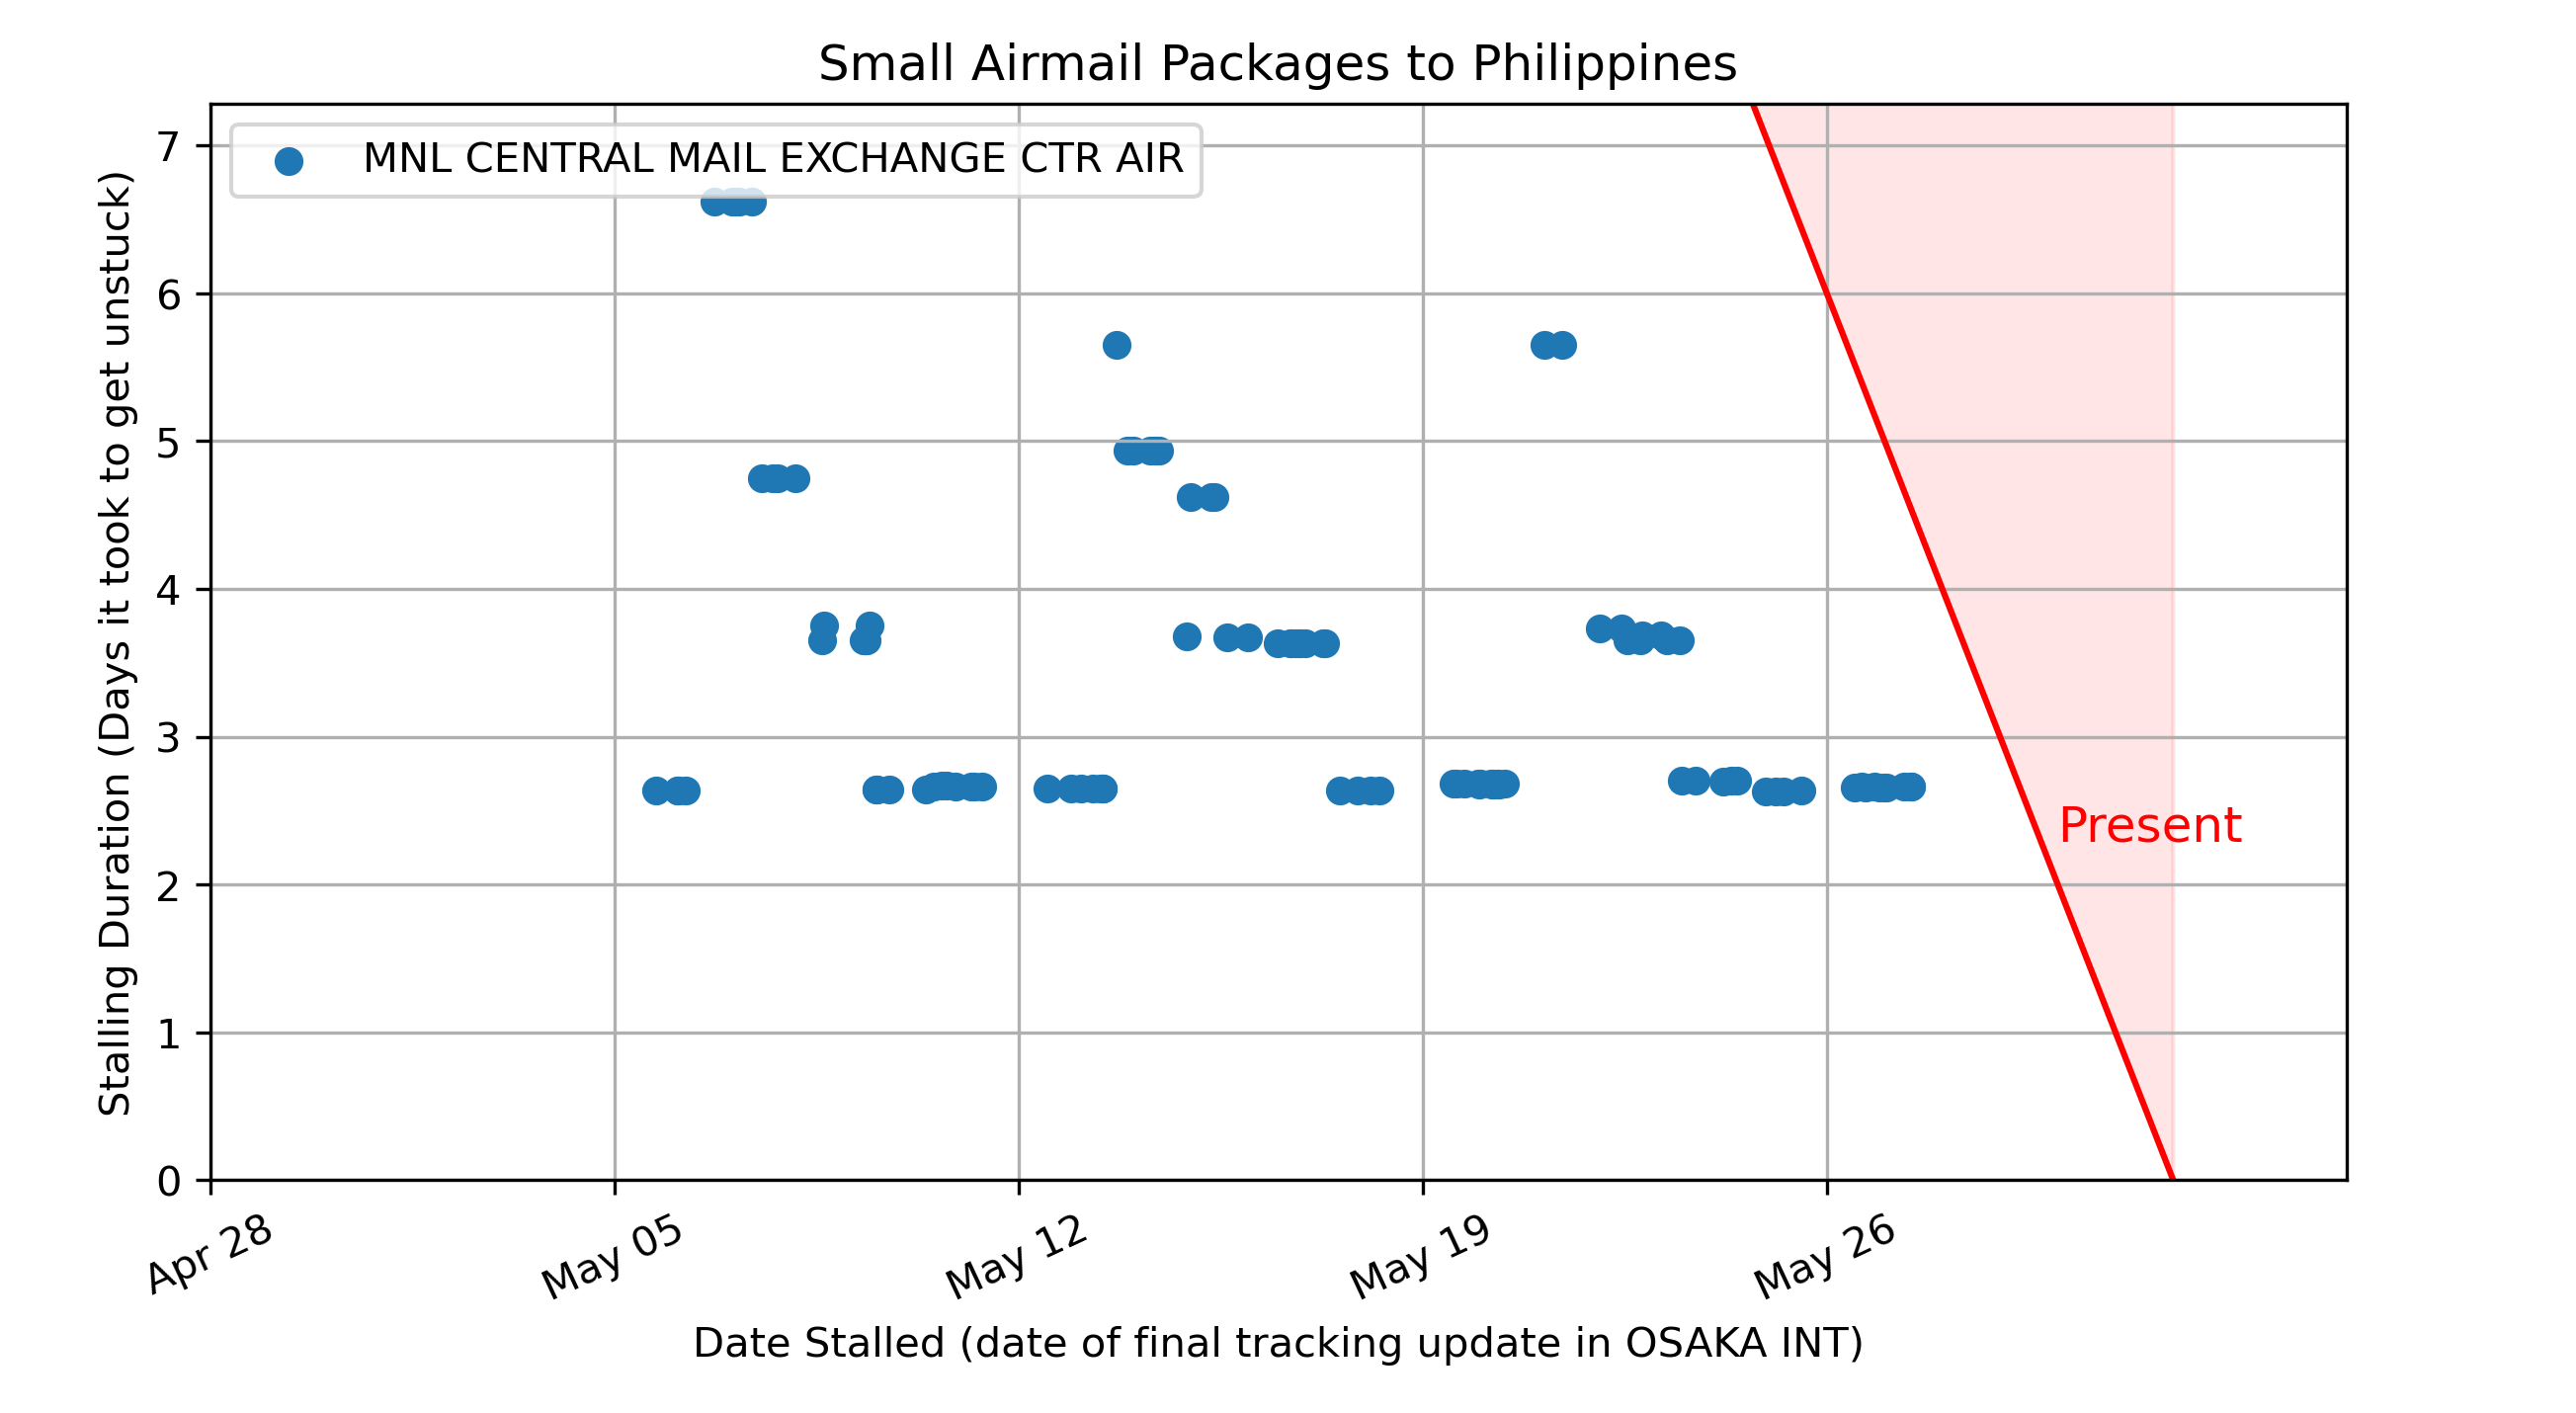 Small Airmail Packages to Philippines
MNL CENTRAL MAIL EXCHANGE CTR AIR
Stalling Duration (Days it took to get unstuck)
7
6
5
4
3
2
1
0
Present
Apr 28
May 05
May 12
May 19
May 26
Date Stalled (date of final tracking update in OSAKA INT)